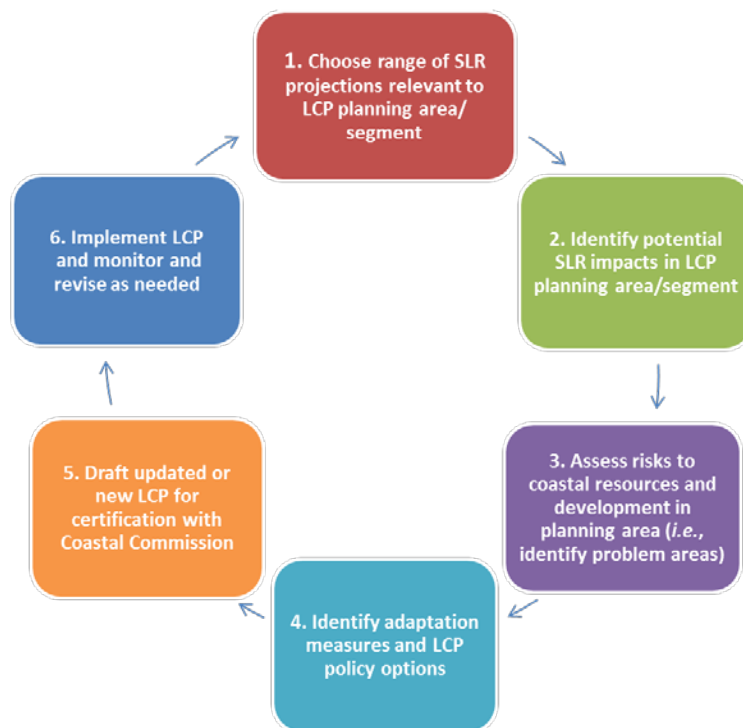 1. Choose range of SLR
projections relevant to
LCP planning area/
segment
2. Identify potential
SLR impacts in LCP
planning area/segment
3. Assess risks to
coastal resources and
development in
planning area (i.e.,
identify problem areas)
4. Identify adaptation
measures and LCP
policy options
5. Draft updated or
new LCP for
certification with
Coastal Commission
6. Implement LCP
and monitor and
revise as needed